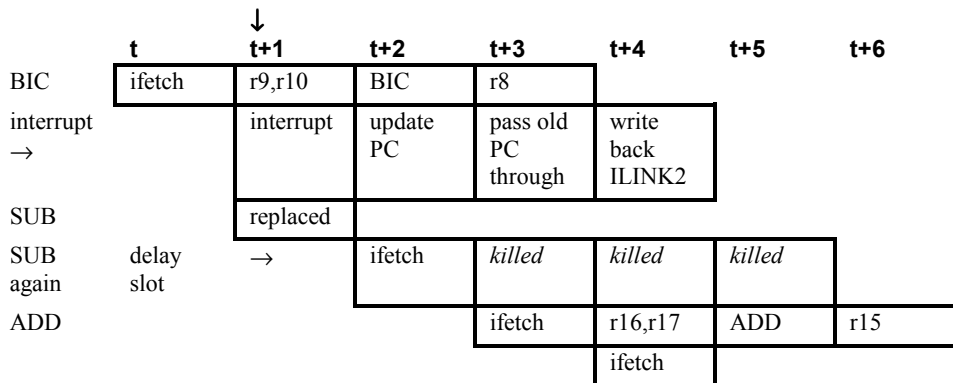 ↓
t t+1 t+2 t+3 t+4 t+5 t+6
BIC ifetch r9,r10 BIC r8
interrupt interrupt update pass old write
→ PC PC back
through ILINK2
SUB replaced
SUB delay → ifetch killed killed killed
again slot
ADD ifetch r16,r17 ADD r15
ifetch